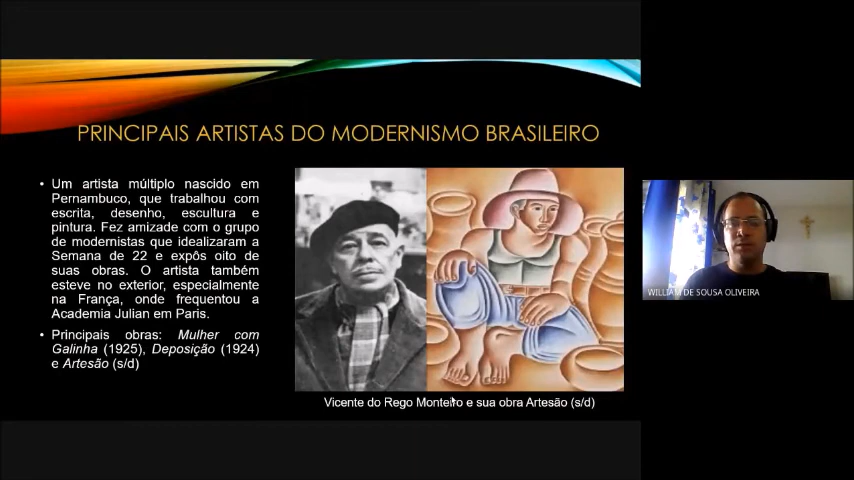 PRINCIPAIS ARTISTAS DO MODERNISMO BRASILEIRO
• Um artista múltiplo nascido em
Pernambuco, que trabalhou com
escrita, desenho, escultura e
pintura. Fez amizade com o grupo
de modernistas que idealizaram a
Semana de 22 e expôs oito de
suas obras. O artista também
esteve no exterior, especialmente
na França, onde frequentou a
Academia Julian em Paris.
• Principais obras: Mulher com
Galinha (1925), Deposição (1924)
e Artesão (s/d)
Vicente do Rego Monteiro e sua obra Artesão (s/d)
WILLIAM DE SOUSA OLIVEIRA